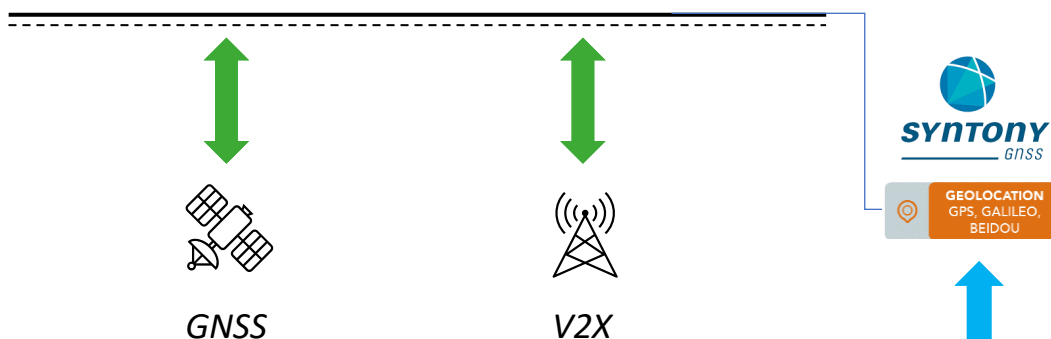 SYNTONY
GNSS
GEOLOCATION
GPS, GALILEO,
BEIDOU
GNSS
V2X